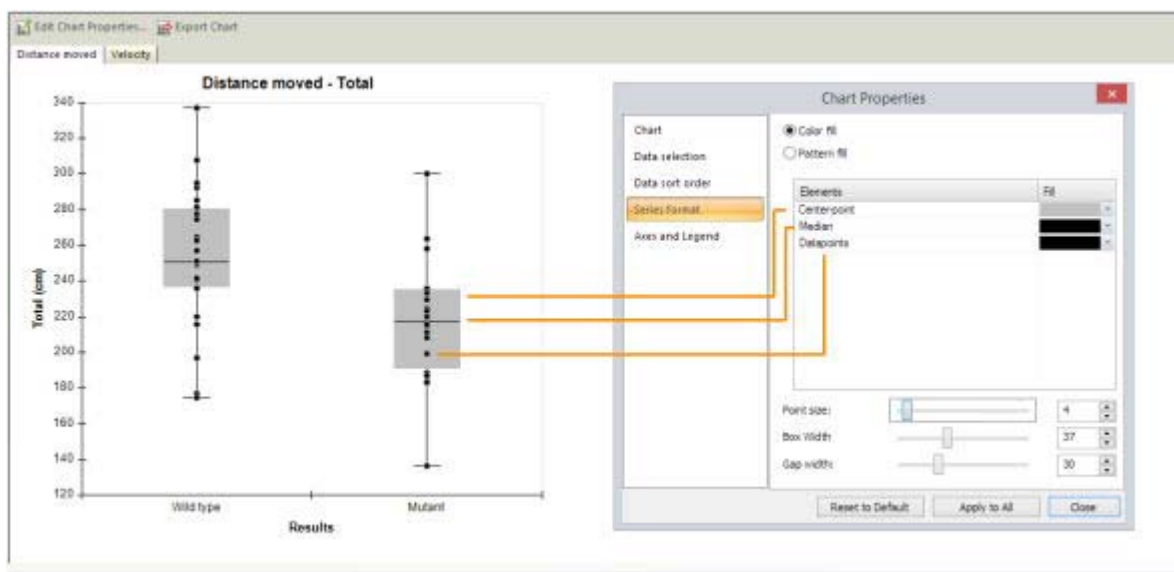 Edit Chart Properties... Export Chart
Distance moved Velocity
Distance moved - Total
340
320
300
280
260
240
220
200
180
160
140
120
Total (cm)
Wild type Mutant
Results
Chart Properties
Chart
Data selection
Data sort order
Series Format
Axes and Legend
Color fill
Pattern fill
Elements Fill
Center-point
Median
Datapoints
Point size: 4
Box Width 37
Gap width: 30
Reset to Default Apply to All Close